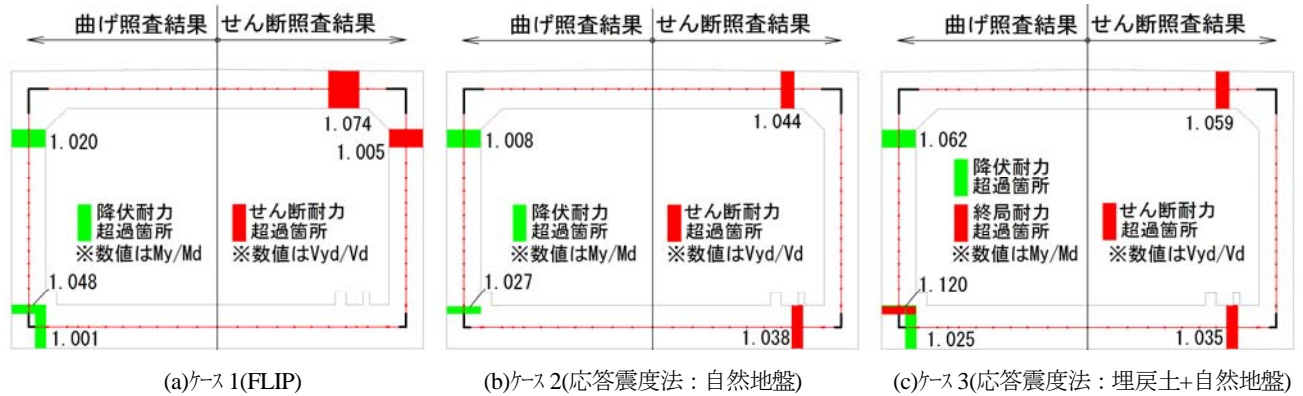 曲げ照査結果 せん断照査結果
1.020
1.074
1.005
降伏耐力
超過箇所
※数値はMy/Md
せん断耐力
超過箇所
※数値はVyd/Vd
1.048
1.001
(a)ケース 1(FLIP)
曲げ照査結果 せん断照査結果
1.008
1.044
降伏耐力
超過箇所
※数値はMy/Md
せん断耐力
超過箇所
※数値はVyd/Vd
1.027
1.038
(b)ケース 2(応答震度法：自然地盤)
曲げ照査結果 せん断照査結果
1.062
1.059
降伏耐力
超過箇所
終局耐力
超過箇所
※数値はMy/Md
せん断耐力
超過箇所
※数値はVyd/Vd
1.120
1.025
1.035
(c)ケース 3(応答震度法：埋戻土+自然地盤)